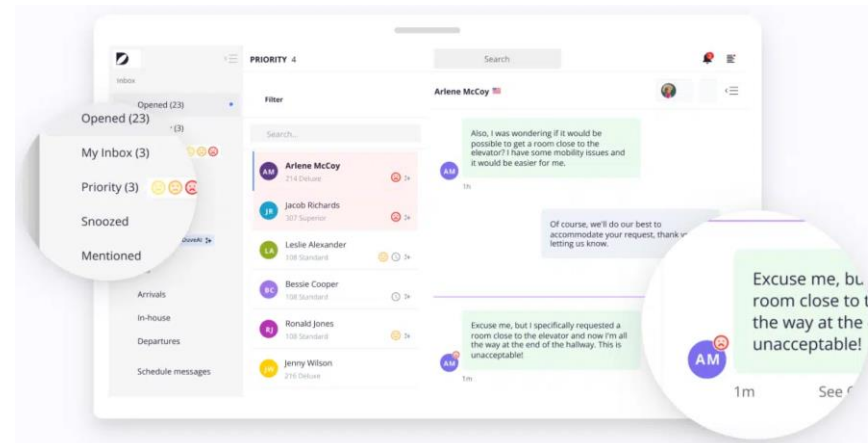 Inbox
Opened (23)
(3)
Arrivals
In-house
Departures
Schedule messages
Opened (23)
My Inbox (3)
Priority (3)
Snoozed
Mentioned
PRIORITY 4
Filter
Search...
AM
Arlene McCoy
214 Deluxe
JR
Jacob Richards
307 Superior
LA
Leslie Alexander
108 Standard
BC
Bessie Cooper
108 Standard
RJ
Ronald Jones
108 Standard
JW
Jenny Wilson
216 Deluxe
Search
Arlene McCoy
Also, I was wondering if it would be
possible to get a room close to the
elevator? I have some mobility issues and
it would be easier for me.
AM
1h
Of course, we'll do our best to
accommodate your request, thank
letting us know.
Excuse me, but I specifically requested a
room close to the elevator and now I'm all
the way at the end of the hallway. This is
unacceptable!
AM
1m
Excuse me, bu
room close to t
the way at the
unacceptable!
AM
1m
See